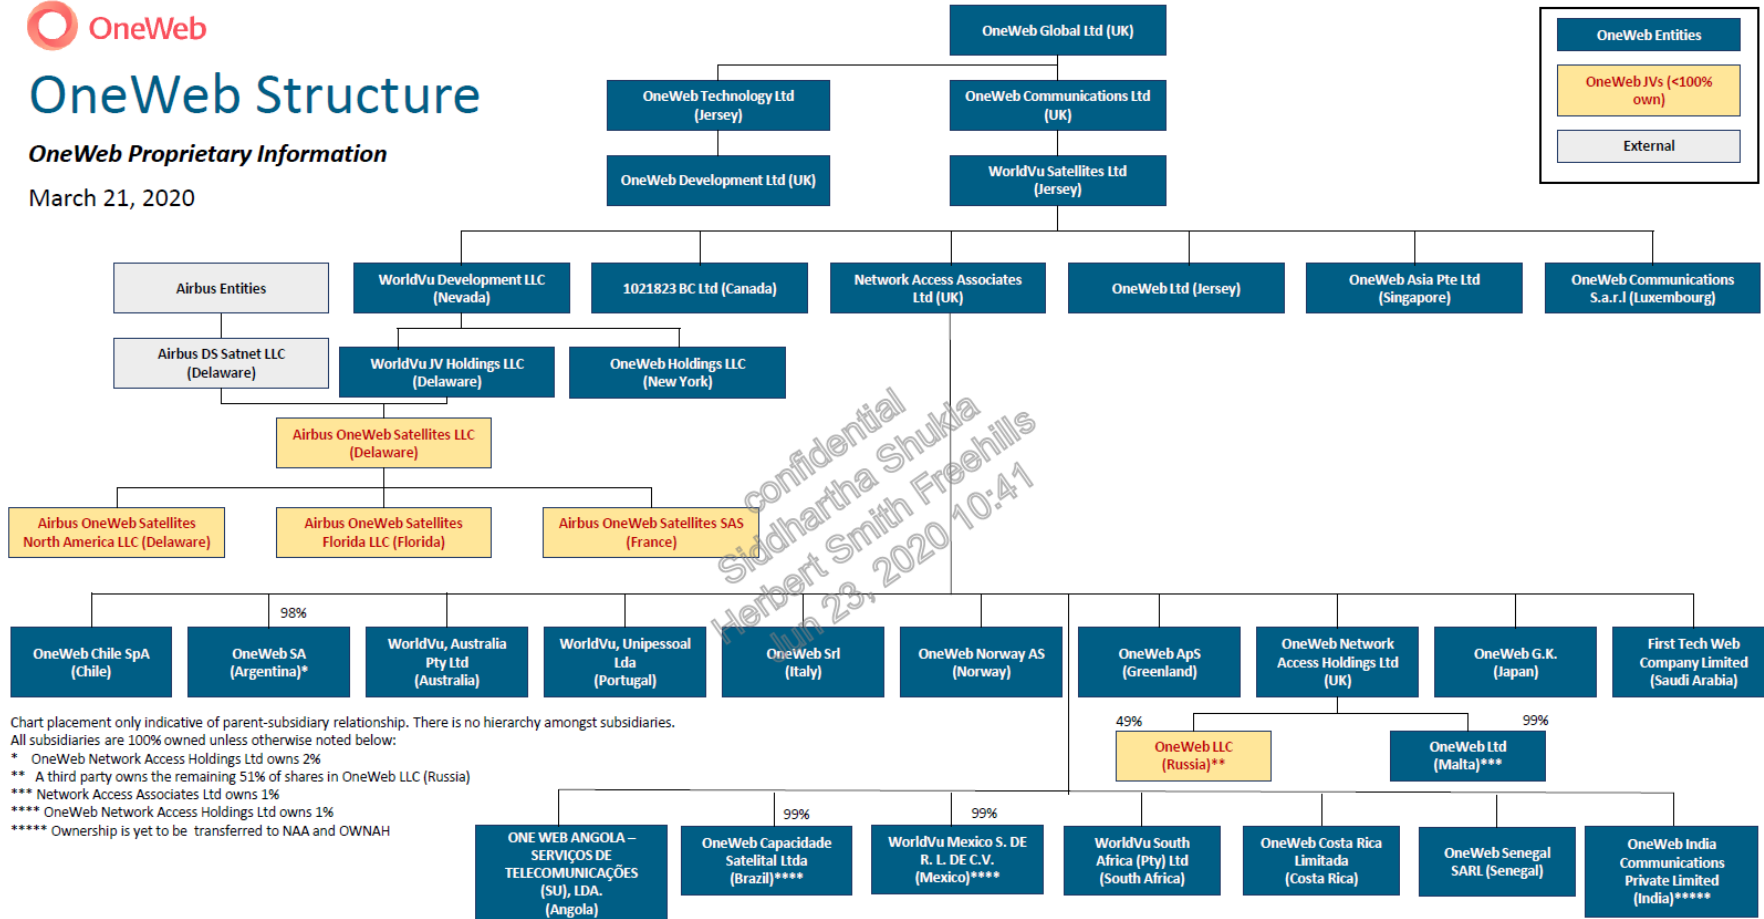 OneWeb
OneWeb Structure
OneWeb Proprietary Information
March 21, 2020
OneWeb Global Ltd (UK)
OneWeb Entities
OneWeb JVs (<100%
own)
External
OneWeb Technology Ltd
(Jersey)
OneWeb Communications Ltd
(UK)
OneWeb Development Ltd (UK)
WorldVu Satellites Ltd
(Jersey)
Airbus Entities
WorldVu Development LLC
(Nevada)
1021823 BC Ltd (Canada)
Network Access Associates
Ltd (UK)
OneWeb Ltd (Jersey)
OneWeb Asia Pte Ltd
(Singapore)
OneWeb Communications
S.a.r.l (Luxembourg)
Airbus DS Satnet LLC
(Delaware)
WorldVu JV Holdings LLC
(Delaware)
OneWeb Holdings LLC
(New York)
Airbus OneWeb Satellites LLC
(Delaware)
Airbus OneWeb Satellites
North America LLC (Delaware)
Airbus OneWeb Satellites
Florida LLC (Florida)
Airbus OneWeb Satellites SAS
(France)
confidential
Siddhartha Shukla
Herbert Smith Freehills
Jun 23, 2020 10:41
OneWeb Chile SpA
(Chile)
98%
OneWeb SA
(Argentina)*
WorldVu, Australia
Pty Ltd
(Australia)
WorldVu, Unipessoal
Lda
(Portugal)
OneWeb Srl
(Italy)
OneWeb Norway AS
(Norway)
OneWeb ApS
(Greenland)
OneWeb Network
Access Holdings Ltd
(UK)
OneWeb G.K.
(Japan)
First Tech Web
Company Limited
(Saudi Arabia)
49%
OneWeb LLC
(Russia)**
99%
OneWeb Ltd
(Malta)***
Chart placement only indicative of parent-subsidiary relationship. There is no hierarchy amongst subsidiaries.
All subsidiaries are 100% owned unless otherwise noted below:
* OneWeb Network Access Holdings Ltd owns 2%
** A third party owns the remaining 51% of shares in OneWeb LLC (Russia)
*** Network Access Associates Ltd owns 1%
**** OneWeb Network Access Holdings Ltd owns 1%
***** Ownership is yet to be transferred to NAA and OWNAH
ONE WEB ANGOLA –
SERVIÇOS DE
TELECOMUNICAÇÕES
(SU), LDA.
(Angola)
99%
OneWeb Capacidade
Satelital Ltda
(Brazil)****
99%
WorldVu Mexico S. DE
R. L. DE C.V.
(Mexico)****
WorldVu South
Africa (Pty) Ltd
(South Africa)
OneWeb Costa Rica
Limitada
(Costa Rica)
OneWeb Senegal
SARL (Senegal)
OneWeb India
Communications
Private Limited
(India)*****